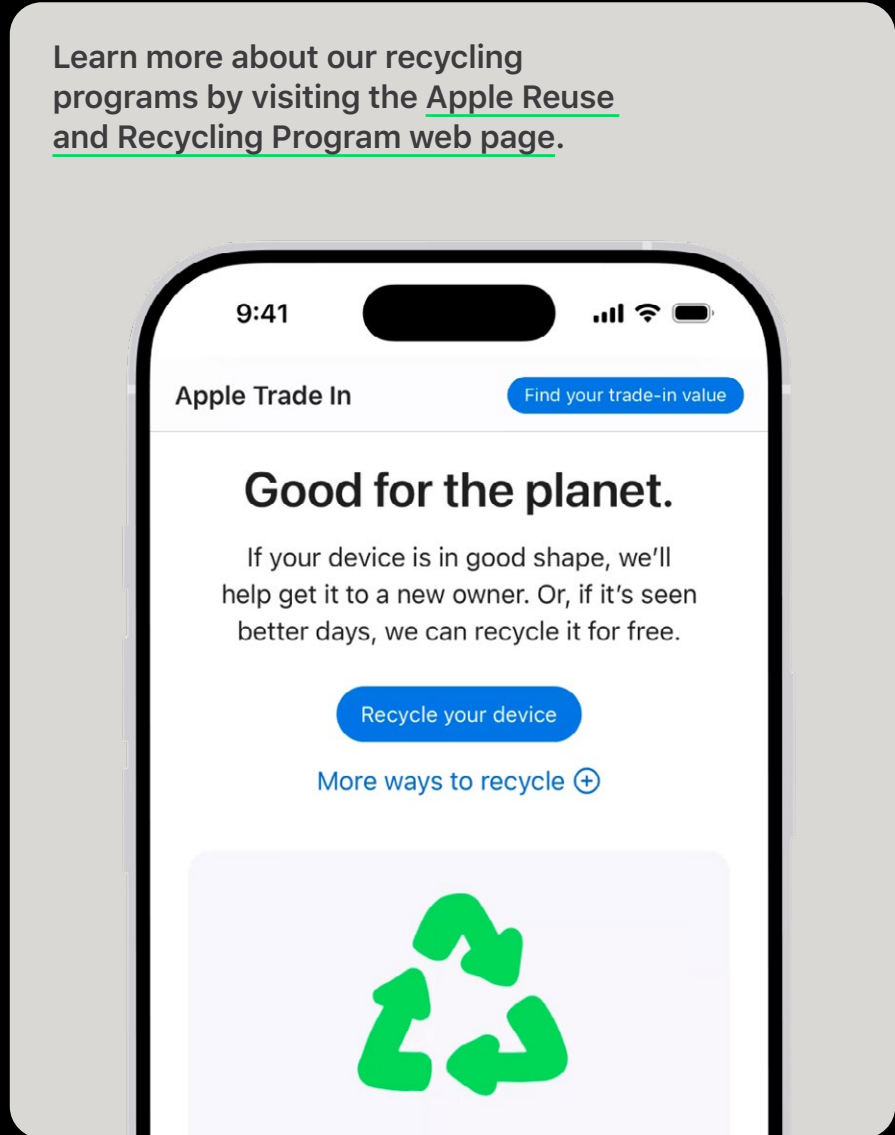 Learn more about our recycling
programs by visiting the Apple Reuse
and Recycling Program web page.
9:41
Apple Trade In
Find your trade-in value
Good for the planet.
If your device is in good shape, we’ll
help get it to a new owner. Or, if it’s seen
better days, we can recycle it for free.
Recycle your device
More ways to recycle